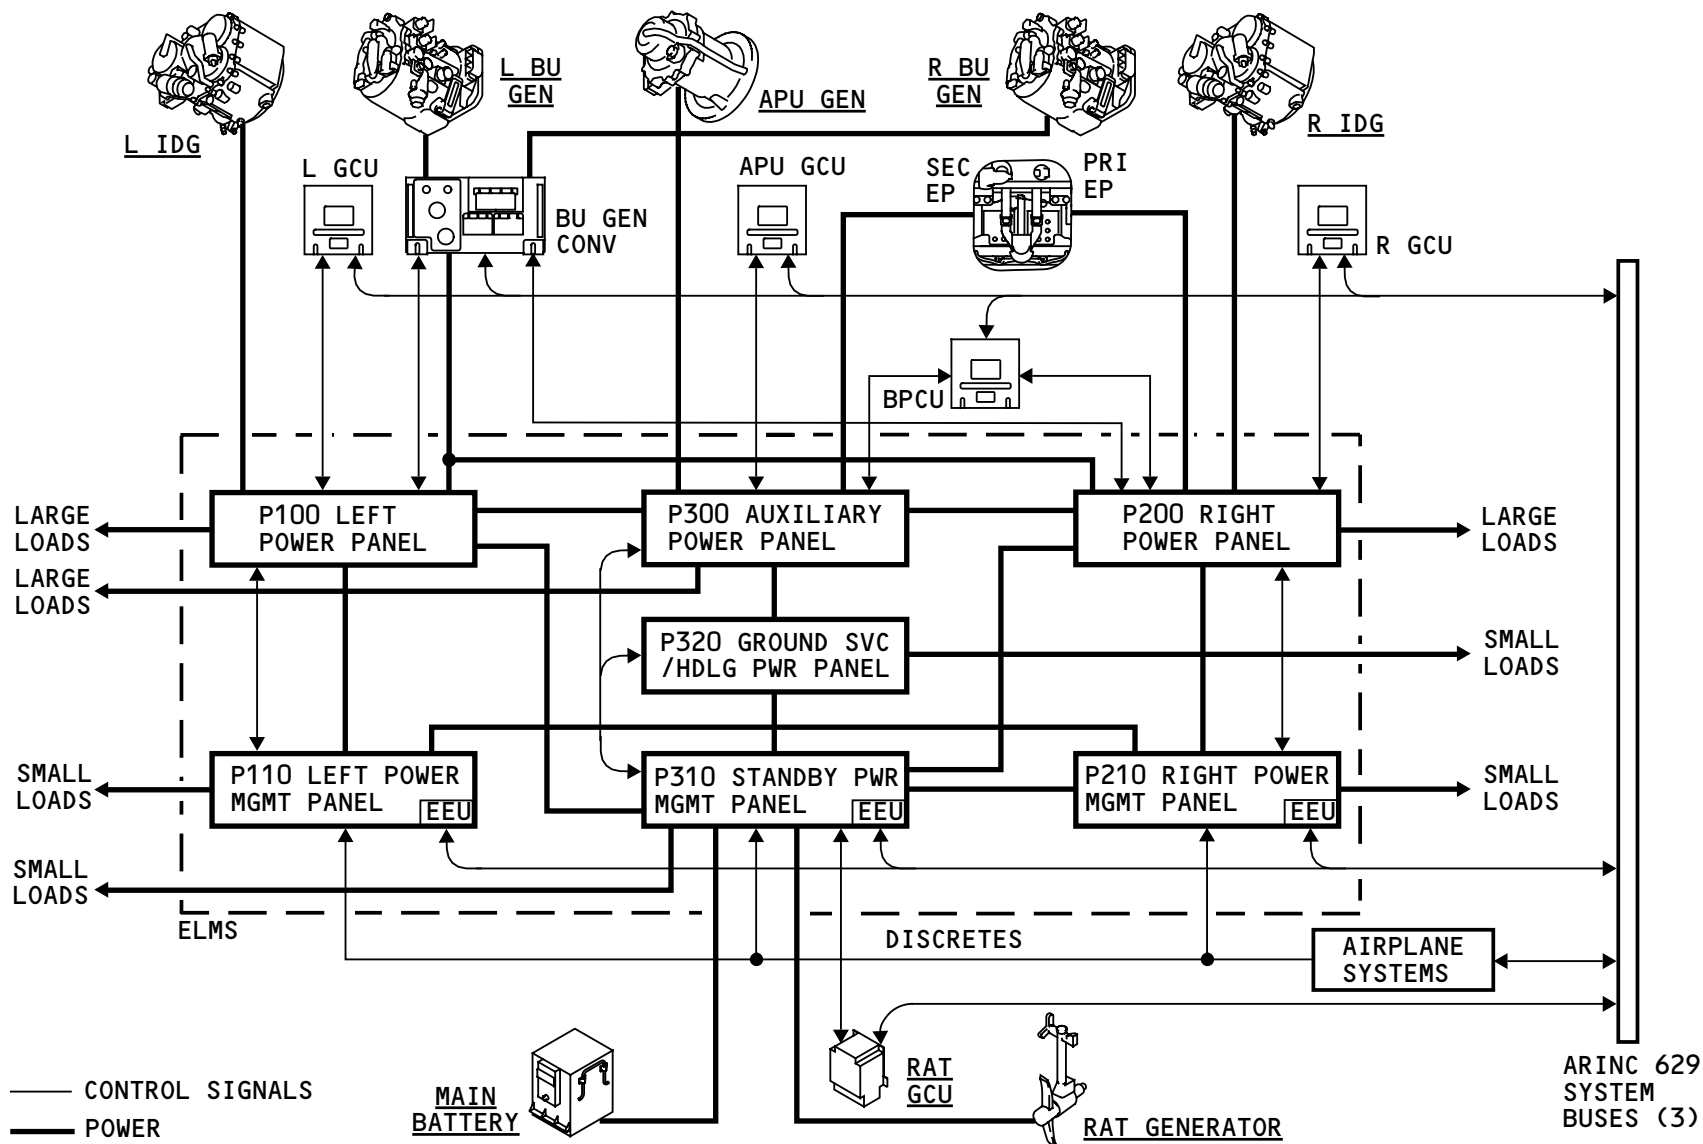 L IDG
L BU
GEN
APU GEN
R BU
GEN
R IDG
L GCU
BU GEN
CONV
APU GCU
SEC
EP
PRI
EP
R GCU
BPCU
LARGE
LOADS
P100 LEFT
POWER PANEL
P300 AUXILIARY
POWER PANEL
P200 RIGHT
POWER PANEL
LARGE
LOADS
LARGE
LOADS
P320 GROUND SVC
/HDLG PWR PANEL
SMALL
LOADS
SMALL
LOADS
P110 LEFT POWER
MGMT PANEL
EEU
P310 STANDBY PWR
MGMT PANEL
EEU
P210 RIGHT POWER
MGMT PANEL
EEU
SMALL
LOADS
SMALL
LOADS
ELMS
DISCRETES
AIRPLANE
SYSTEMS
CONTROL SIGNALS
POWER
MAIN
BATTERY
RAT
GCU
RAT GENERATOR
ARINC 629
SYSTEM
BUSES (3)